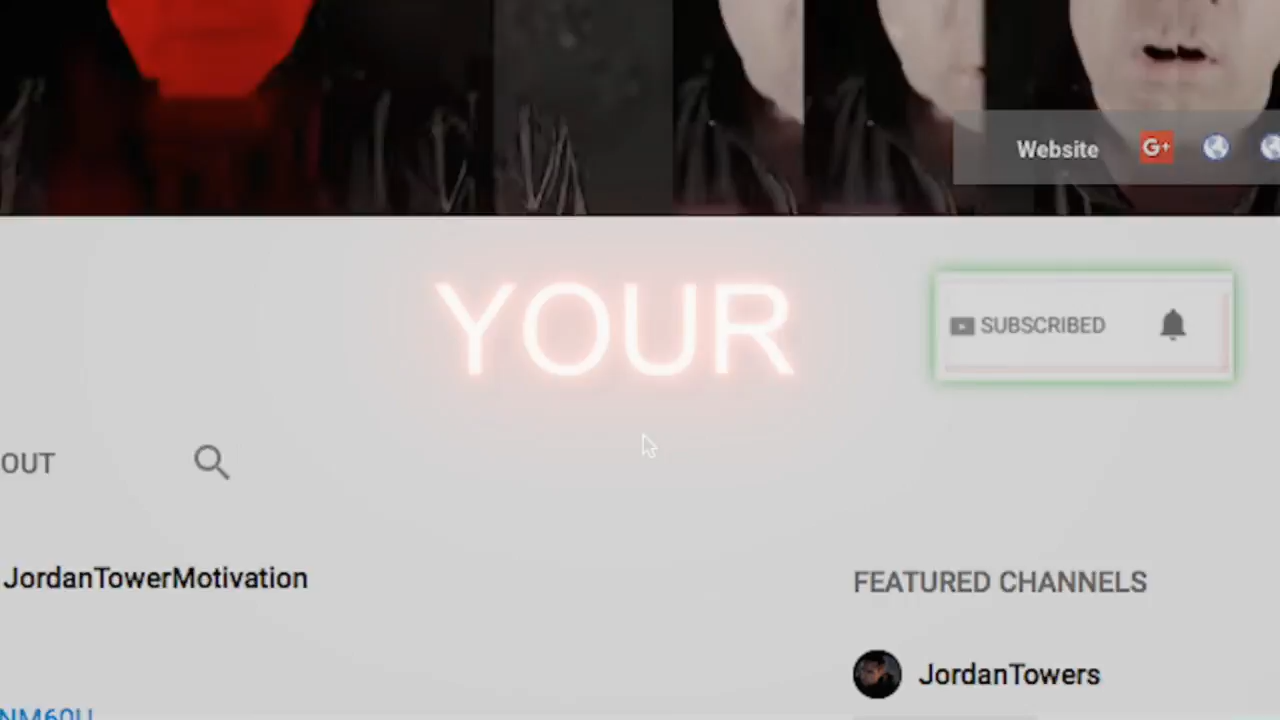 Website G+
YOUR
SUBSCRIBED
OUT
JordanTowerMotivation
FEATURED CHANNELS
JordanTowers